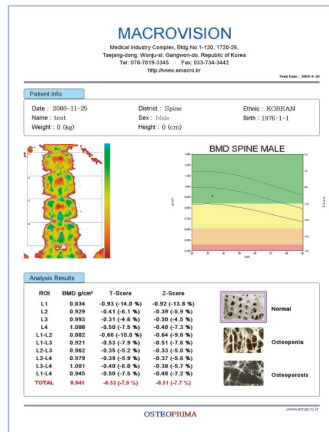 MACROVISION
Medical Industry Complex, Bldg No.1-120, 1720-26,
Taejang-dong, Wonju-si, Gangwon-do, Republic of Korea
Tel: 070-7019-3345 Fax: 033-734-3442
http://www.emacro.kr
Patient Info
Date : 2008-11-25 District : Spine Ethnic : KOREAN
Name : test Sex : Male Birth : 1976-1-1
Weight : 0 (kg) Height : 0 (cm)
BMD SPINE MALE
Analysis Results
ROI BMD g/cm² T-Score Z-Score
L1 0.834 -0.93 (-14.0 %) -0.92 (-13.8 %)
L2 0.929 -0.41 (-6.1 %) -0.39 (-5.9 %)
L3 0.993 -0.31 (-4.6 %) -0.30 (-4.5 %)
L4 1.008 -0.50 (-7.5 %) -0.48 (-7.3 %)
L1-L2 0.882 -0.66 (-10.0 %) -0.64 (-9.6 %)
L1-L3 0.921 -0.53 (-7.9 %) -0.51 (-7.6 %)
L2-L3 0.962 -0.35 (-5.2 %) -0.33 (-5.0 %)
L2-L4 0.979 -0.39 (-5.9 %) -0.37 (-5.6 %)
L3-L4 1.001 -0.40 (-6.0 %) -0.38 (-5.7 %)
L1-L4 0.945 -0.50 (-7.5 %) -0.48 (-7.2 %)
TOTAL 0.941 -0.53 (-7.9 %) -0.51 (-7.7 %)
Normal
Osteopenia
Osteoporosis
OSTEOPRIMA
www.emacro.kr